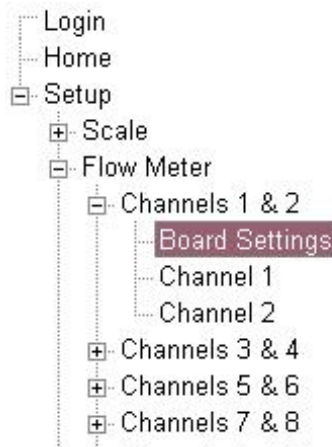 Login
Home
Setup
Scale
Flow Meter
Channels 1 & 2
Board Settings
Channel 1
Channel 2
Channels 3 & 4
Channels 5 & 6
Channels 7 & 8